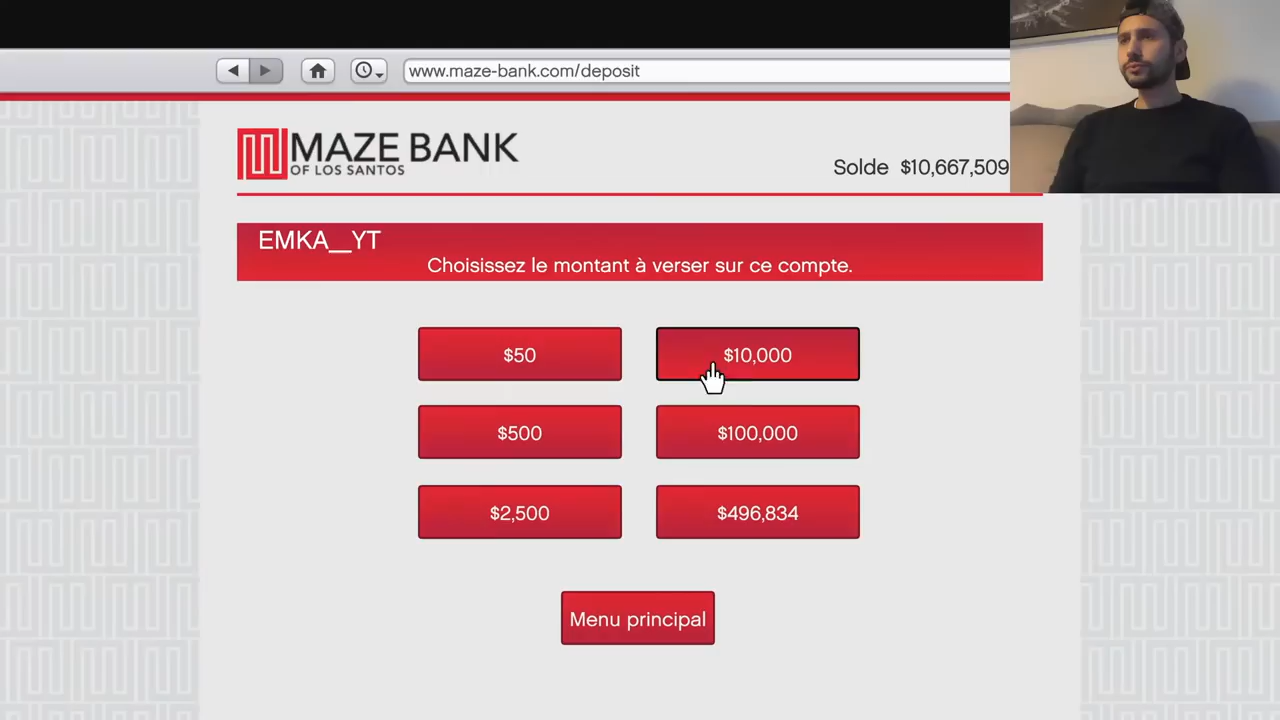 www.maze-bank.com/deposit
MAZE BANK
OF LOS SANTOS
Solde $10,667,509
EMKA__YT
Choisissez le montant à verser sur ce compte.
$50
$10,000
$500
$100,000
$2,500
$496,834
Menu principal